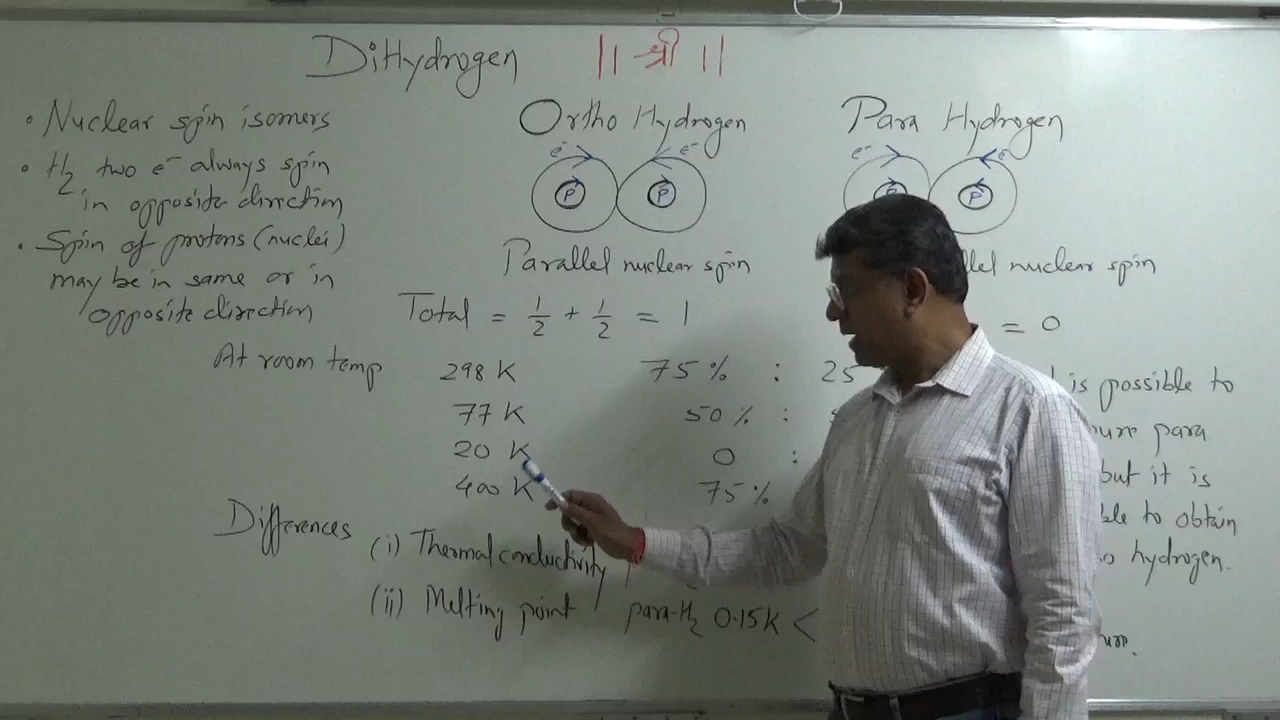 DiHydrogen || श्री ||
• Nuclear spin isomers
• H₂ two e⁻ always spin
in opposite direction
• Spin of protons (nuclei)
may be in same or in
opposite direction
Ortho Hydrogen
e⁻ e⁻
P P
Parallel nuclear spin
Total = 1/2 + 1/2 = 1
Para Hydrogen
e⁻ e⁻
P P
llel nuclear spin
= 0
At room temp 298 K 75% : 25
77 K 50% :
20 K 0 :
400 K 75%
is possible to
para
but it is
ble to obtain
o hydrogen.
Differences (i) Thermal conductivity
(ii) Melting point para-H₂ 0.15K <